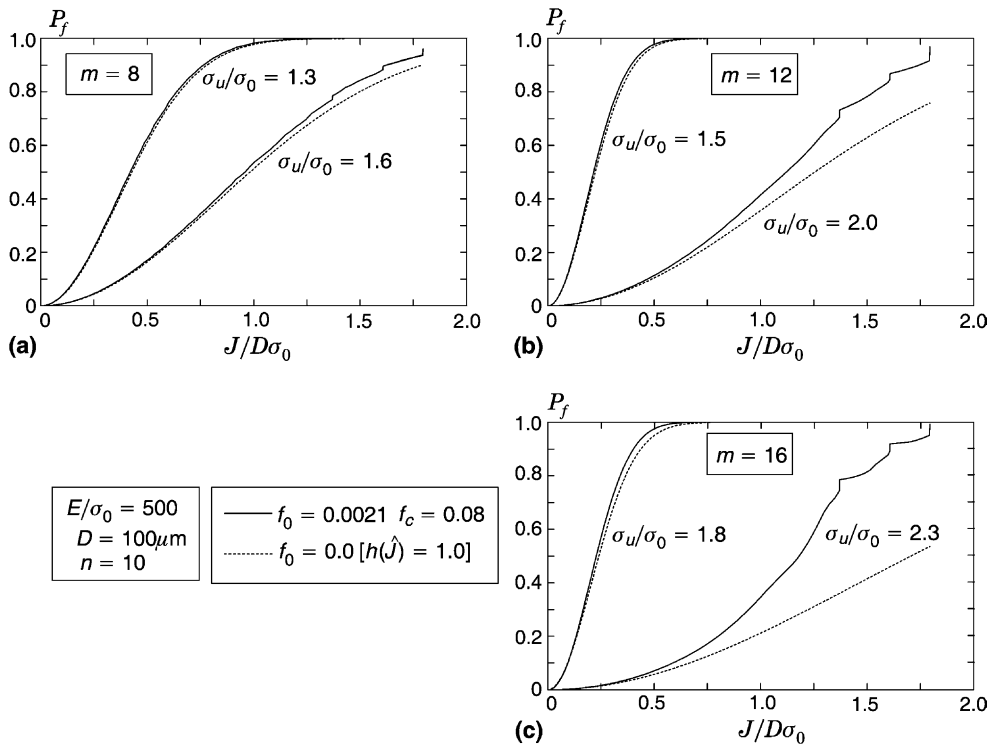 P_f
1.0
0.8
0.6
0.4
0.2
0
m = 8
σ_u/σ_0 = 1.3
σ_u/σ_0 = 1.6
0 0.5 1.0 1.5 2.0
(a)
J/Dσ_0
P_f
1.0
0.8
0.6
0.4
0.2
0
m = 12
σ_u/σ_0 = 1.5
σ_u/σ_0 = 2.0
0 0.5 1.0 1.5 2.0
(b)
J/Dσ_0
E/σ_0 = 500
D = 100μm
n = 10
f_0 = 0.0021 f_c = 0.08
f_0 = 0.0 [h(Ĵ) = 1.0]
P_f
1.0
0.8
0.6
0.4
0.2
0
m = 16
σ_u/σ_0 = 1.8
σ_u/σ_0 = 2.3
0 0.5 1.0 1.5 2.0
(c)
J/Dσ_0